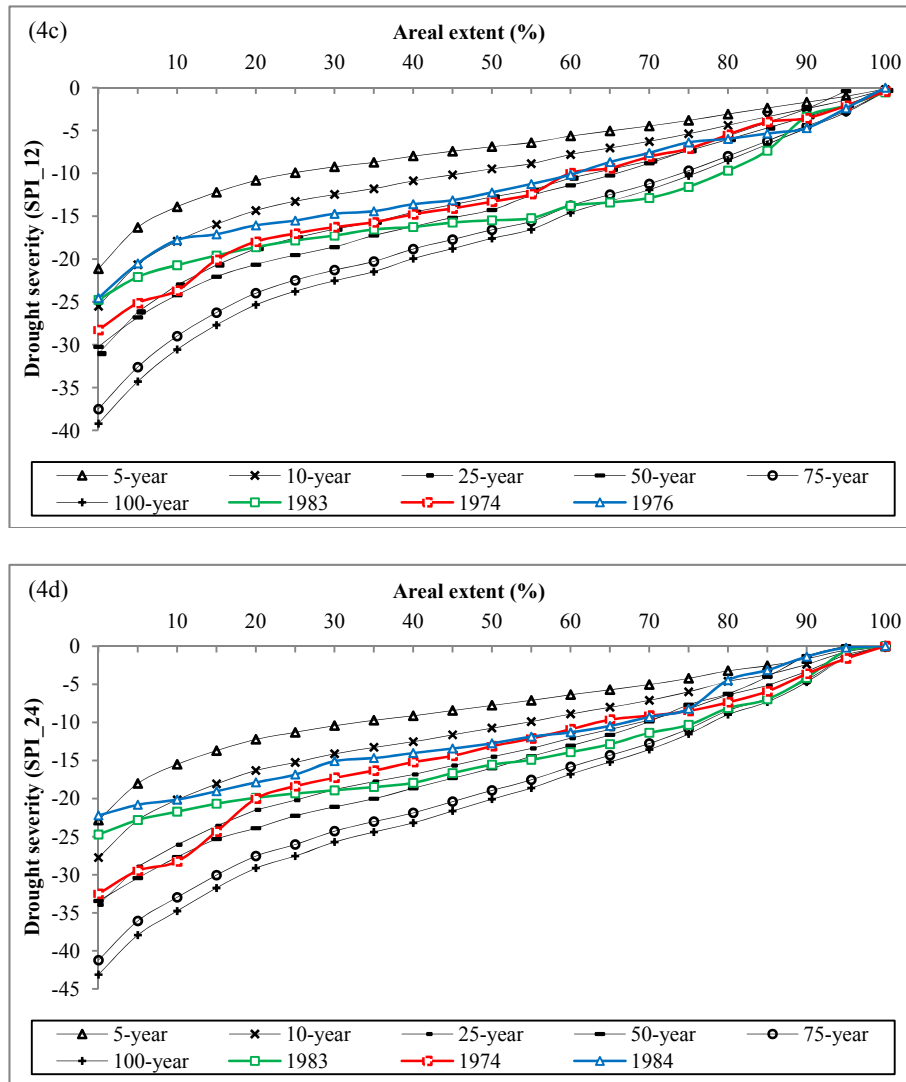 (4c)
Areal extent (%)
10 20 30 40 50 60 70 80 90 100
0
-5
-10
-15
-20
-25
-30
-35
-40
Drought severity (SPI_12)
5-year 10-year 25-year 50-year 75-year
100-year 1983 1974 1976
(4d)
Areal extent (%)
10 20 30 40 50 60 70 80 90 100
0
-5
-10
-15
-20
-25
-30
-35
-40
-45
Drought severity (SPI_24)
5-year 10-year 25-year 50-year 75-year
100-year 1983 1974 1984